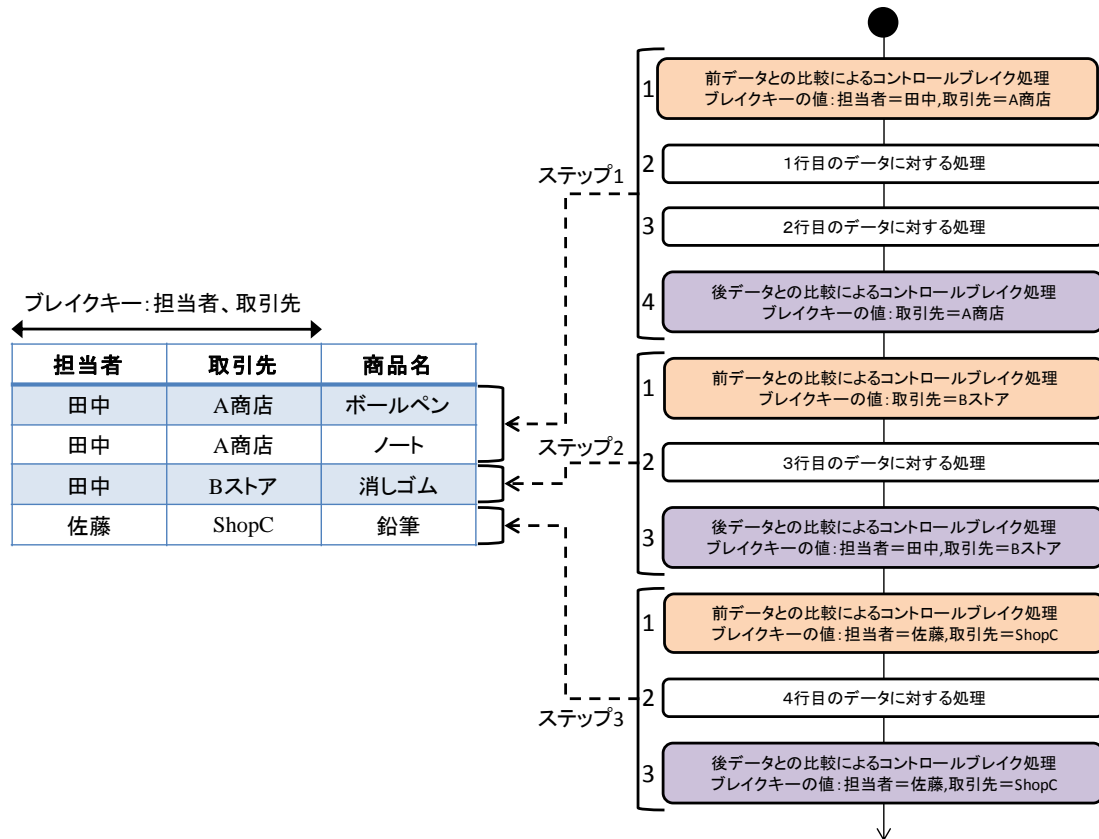 ブレイクキー：担当者、取引先
担当者 取引先 商品名
田中 A商店 ボールペン
田中 A商店 ノート
田中 Bストア 消しゴム
佐藤 ShopC 鉛筆
ステップ1
1
前データとの比較によるコントロールブレイク処理
ブレイクキーの値：担当者＝田中,取引先＝A商店
2
1行目のデータに対する処理
3
２行目のデータに対する処理
4
後データとの比較によるコントロールブレイク処理
ブレイクキーの値：取引先＝A商店
ステップ2
1
前データとの比較によるコントロールブレイク処理
ブレイクキーの値：取引先＝Bストア
2
3行目のデータに対する処理
3
後データとの比較によるコントロールブレイク処理
ブレイクキーの値：担当者＝田中,取引先＝Bストア
ステップ3
1
前データとの比較によるコントロールブレイク処理
ブレイクキーの値：担当者＝佐藤,取引先＝ShopC
2
４行目のデータに対する処理
3
後データとの比較によるコントロールブレイク処理
ブレイクキーの値：担当者＝佐藤,取引先＝ShopC